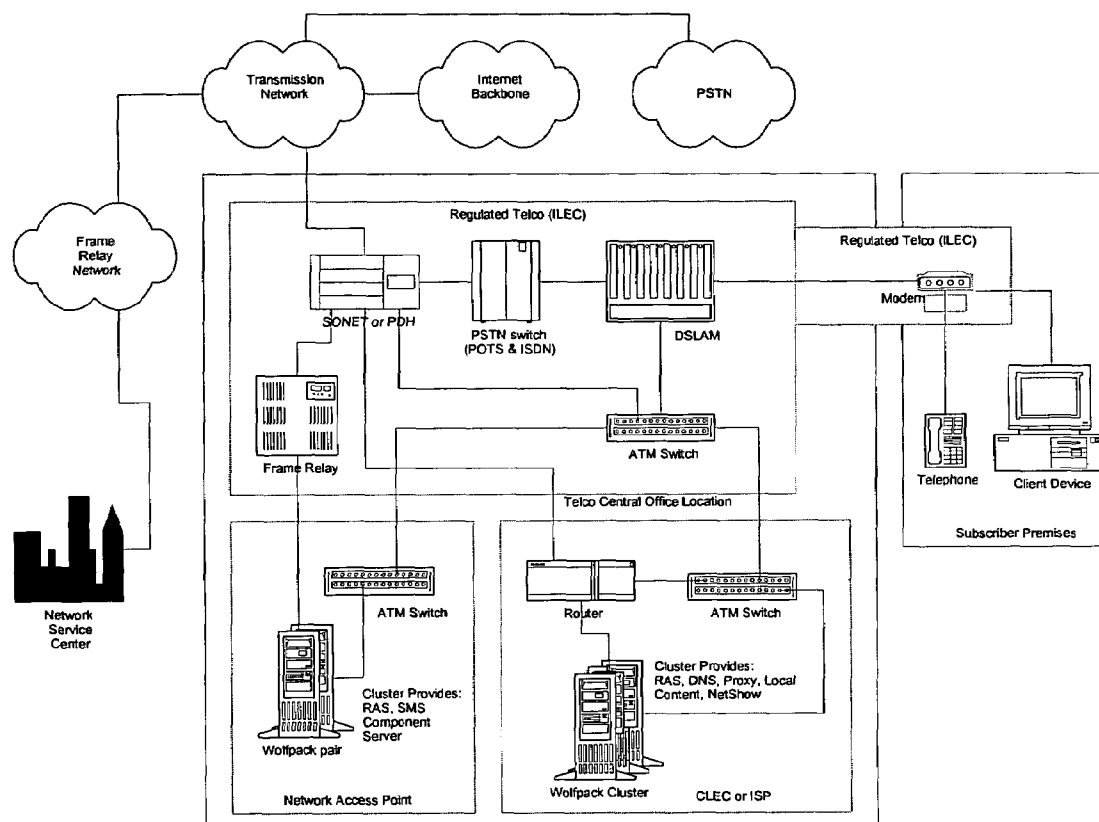 Transmission
Network
Internet
Backbone
PSTN
Frame
Relay
Network
Regulated Telco (ILEC)
Regulated Telco (ILEC)
Modem
SONET or PDH
PSTN switch
(POTS & ISDN)
DSLAM
Frame Relay
ATM Switch
Telephone
Client Device
Telco Central Office Location
Subscriber Premises
Network
Service
Center
ATM Switch
Router
ATM Switch
Cluster Provides:
RAS, SMS
Component
Server
Cluster Provides:
RAS, DNS, Proxy, Local
Content, NetShow
Wolfpack pair
Wolfpack Cluster
Network Access Point
CLEC or ISP